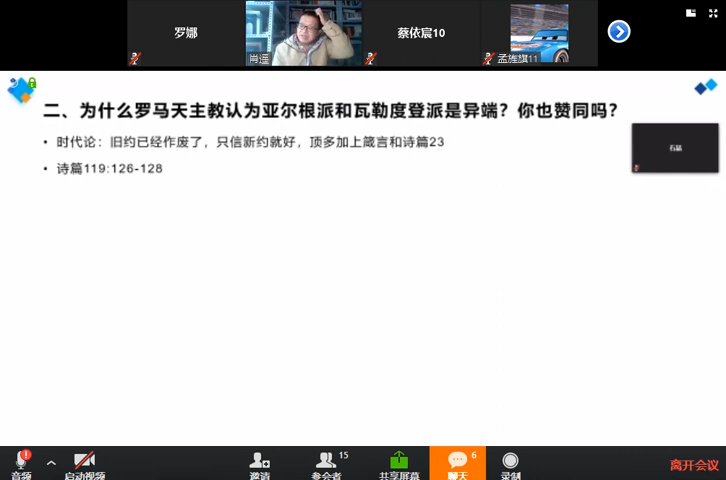 罗娜
肖逕
蔡依宸10
孟旌旗11
二、为什么罗马天主教认为亚尔根派和瓦勒度登派是异端？你也赞同吗？
• 时代论：旧约已经作废了，只信新约就好，顶多加上箴言和诗篇23
• 诗篇119:126-128
石晶
音频
启动视频
邀请
15
参会者
共享屏幕
6
聊天
录制
离开会议